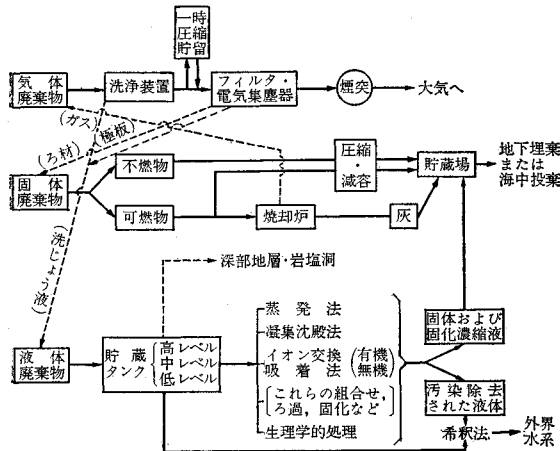 一時
圧縮
貯留
気体
廃棄物
洗浄装置
フィルタ・
電気集塵器
煙突
大気へ
(ガス)
(極板)
(ろ材)
固体
廃棄物
不燃物
可燃物
圧縮
・
減容
焼却炉
灰
貯蔵場
地下埋棄
または
海中投棄
(洗じょう液)
深部地層・岩塩洞
液体
廃棄物
貯蔵
タンク
高レベル
中レベル
低レベル
蒸発法
凝集沈殿法
イオン交換
吸着法
(有機
無機)
これらの組合せ,
ろ過,固化など
生理学的処理
固体および
固化濃縮液
汚染除去
された液体
希釈法
外界
水系